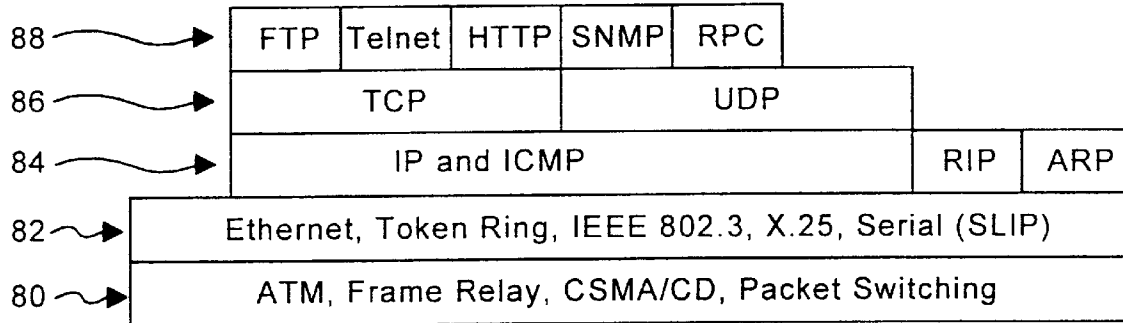 88 FTP Telnet HTTP SNMP RPC
86 TCP UDP
84 IP and ICMP RIP ARP
82 Ethernet, Token Ring, IEEE 802.3, X.25, Serial (SLIP)
80 ATM, Frame Relay, CSMA/CD, Packet Switching